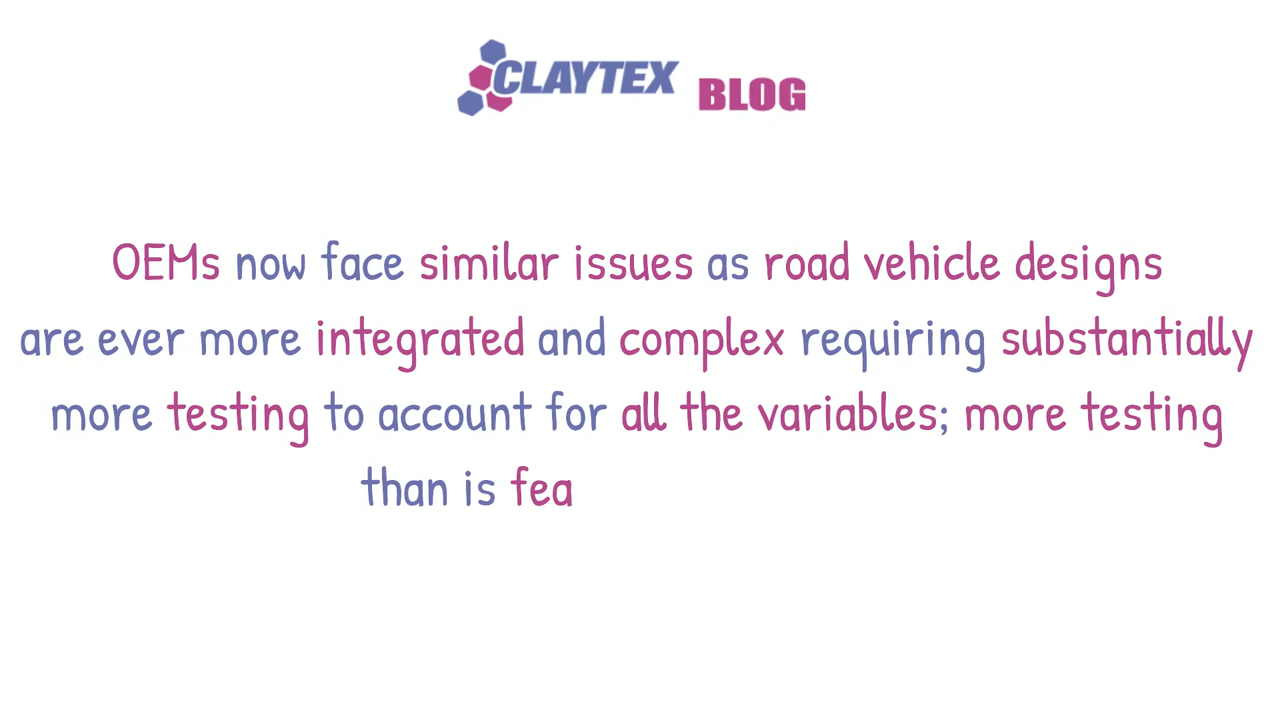 CLAYTEX BLOG
OEMs now face similar issues as road vehicle designs
are ever more integrated and complex requiring substantially
more testing to account for all the variables; more testing
than is fea